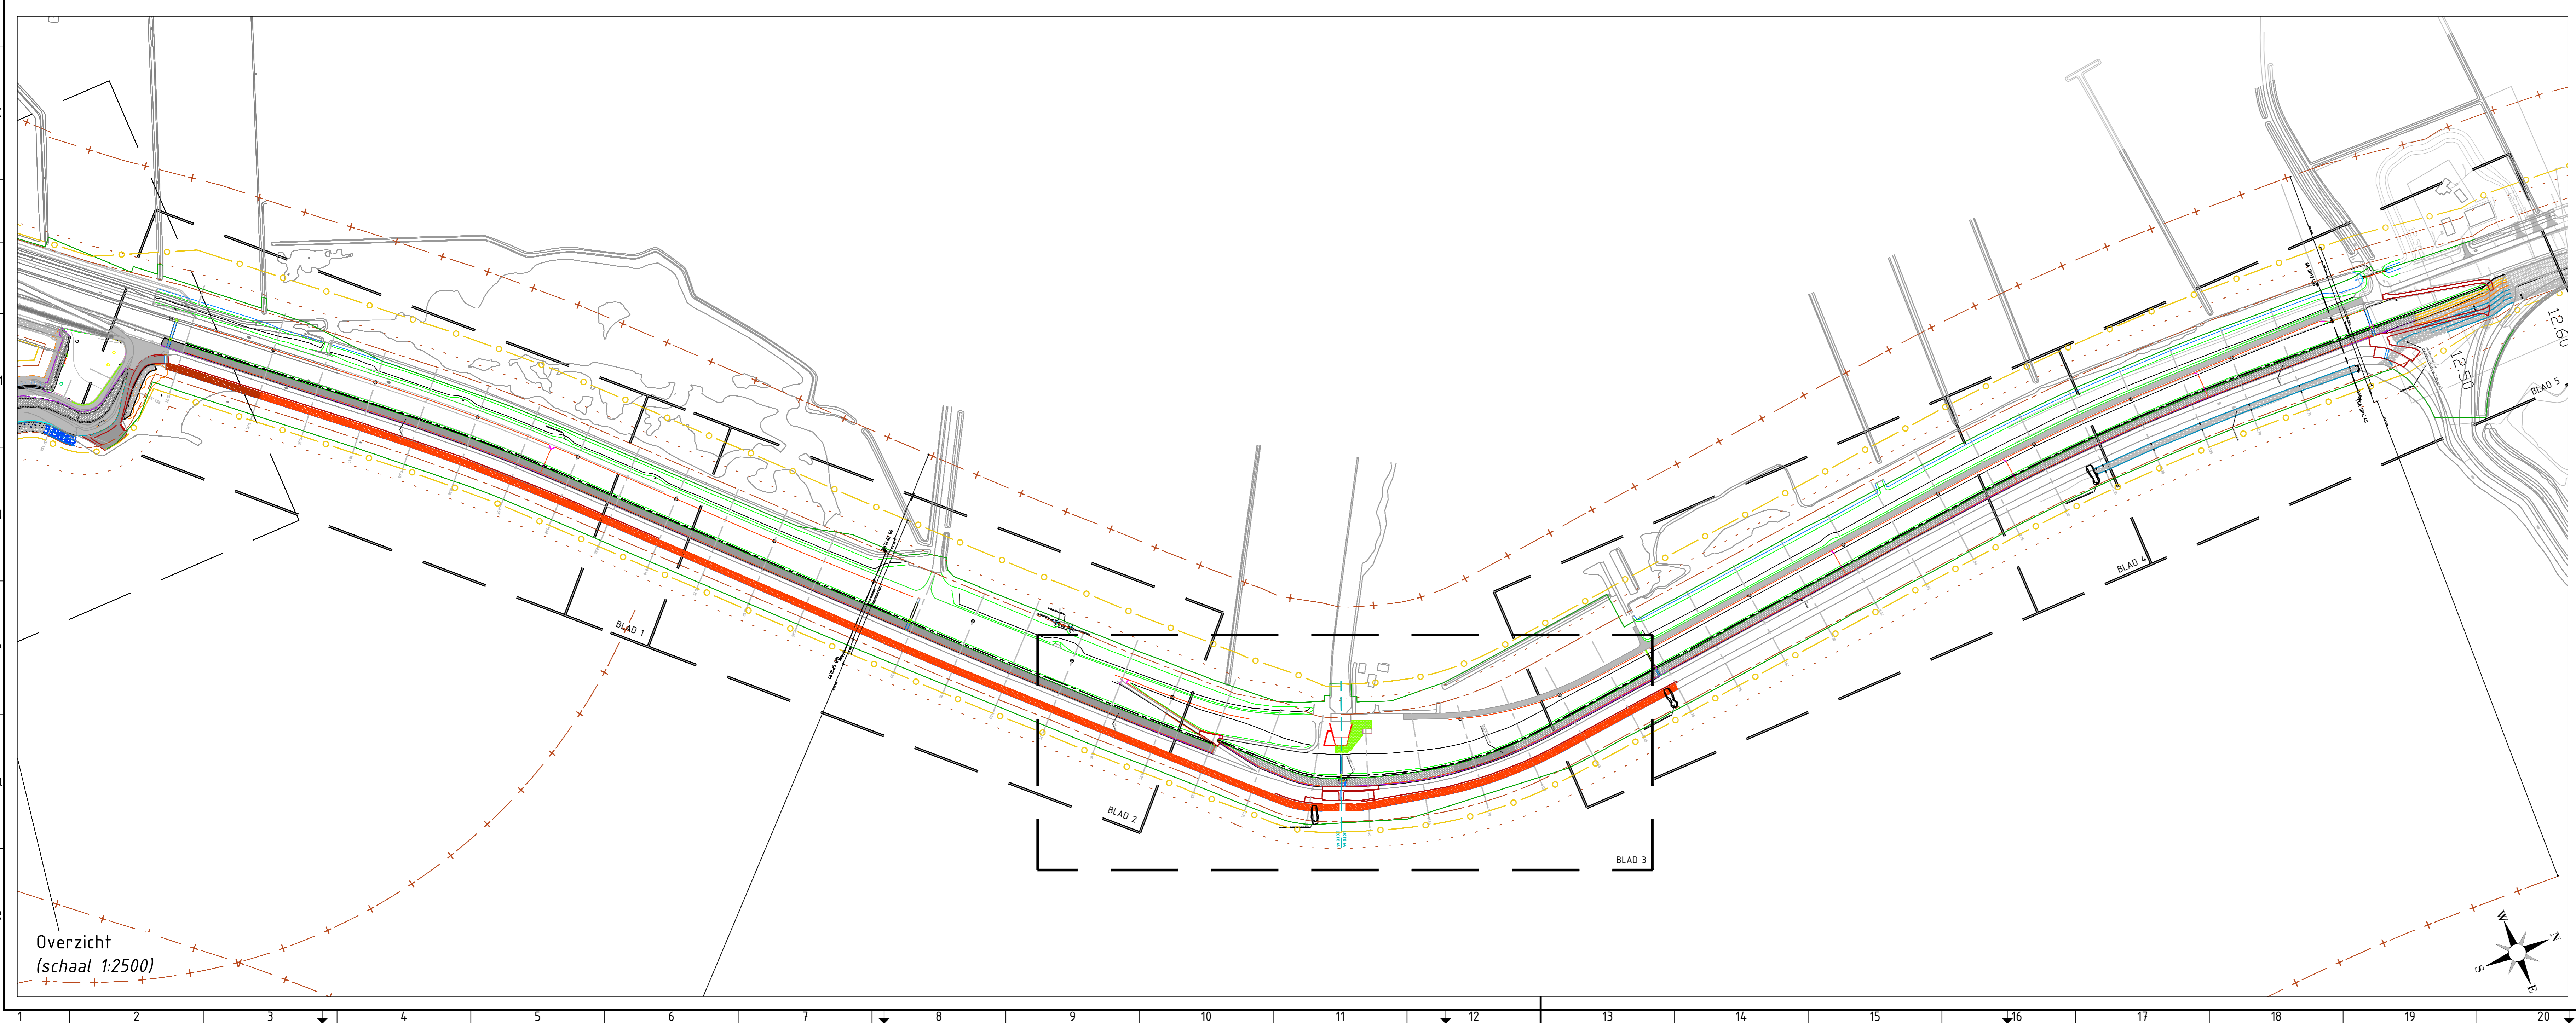 12.60
12.50
BLAD 5
BLAD 4
BLAD 1
BLAD 2
BLAD 3
Overzicht
(schaal 1:2500)
W
N
S
E
1 2 3 4 5 6 7 8 9 10 11 12 13 14 15 16 17 18 19 20